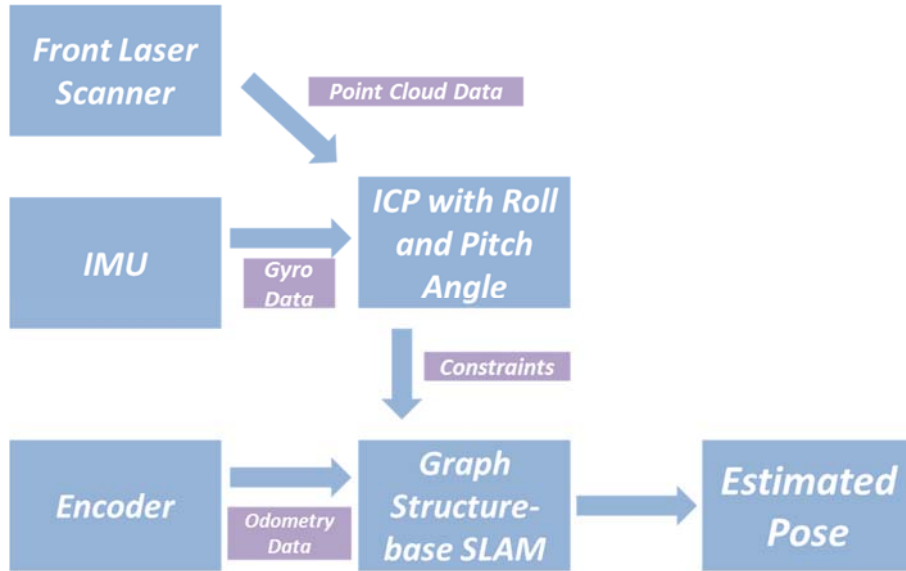 Front Laser
Scanner
Point Cloud Data
IMU
Gyro
Data
ICP with Roll
and Pitch
Angle
Constraints
Encoder
Odometry
Data
Graph
Structure-
base SLAM
Estimated
Pose